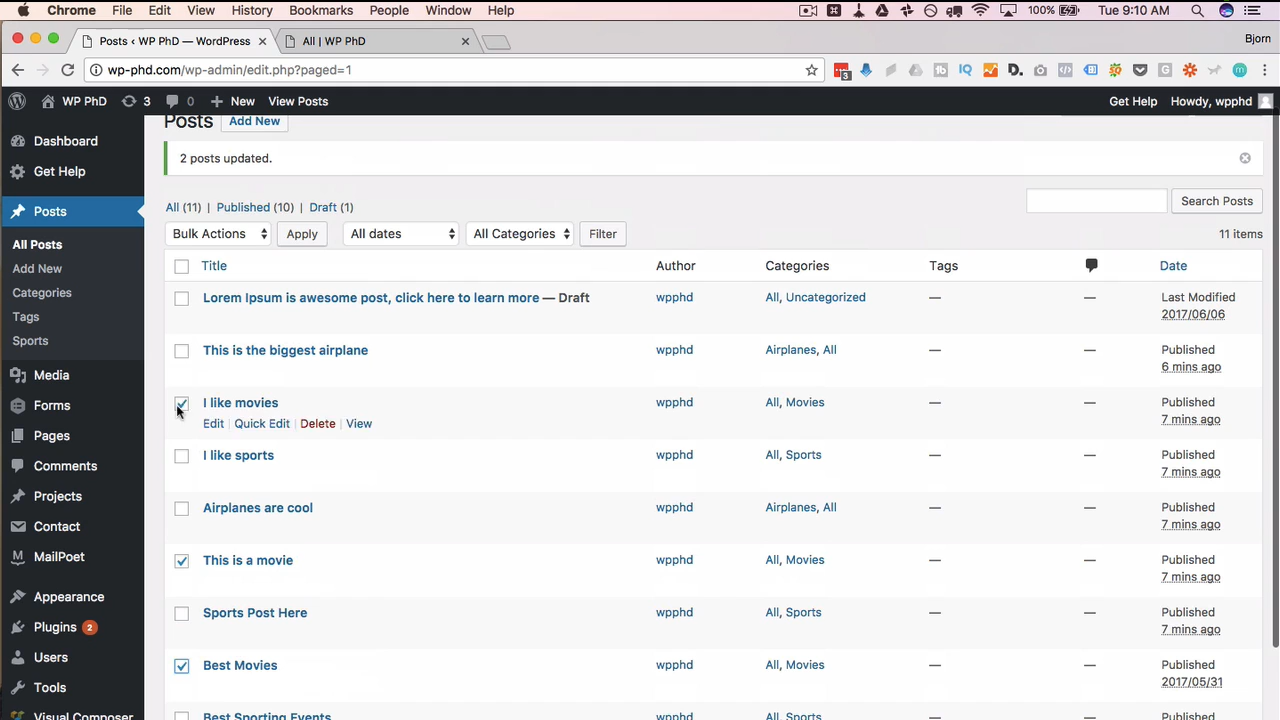 Chrome File Edit View History Bookmarks People Window Help 100% Tue 9:10 AM
Posts ‹ WP PhD — WordPress All | WP PhD Bjorn
wp-phd.com/wp-admin/edit.php?paged=1 3
WP PhD 3 0 New View Posts Get Help Howdy, wpphd
Posts Add New
Dashboard
2 posts updated.
Get Help
Posts
All (11) | Published (10) | Draft (1) Search Posts
Bulk Actions Apply All dates All Categories Filter 11 items
All Posts
Add New
Categories
Tags
Sports
Media
Forms
Pages
Comments
Projects
Contact
MailPoet
Appearance
Plugins 2
Users
Tools
Visual Composer
Title Author Categories Tags Date
Lorem Ipsum is awesome post, click here to learn more — Draft wpphd All, Uncategorized — — Last Modified
2017/06/06
This is the biggest airplane wpphd Airplanes, All — — Published
6 mins ago
I like movies wpphd All, Movies — — Published
Edit | Quick Edit | Delete | View 7 mins ago
I like sports wpphd All, Sports — — Published
7 mins ago
Airplanes are cool wpphd Airplanes, All — — Published
7 mins ago
This is a movie wpphd All, Movies — — Published
7 mins ago
Sports Post Here wpphd All, Sports — — Published
7 mins ago
Best Movies wpphd All, Movies — — Published
2017/05/31
Best Sporting Events wpphd All, Sports — — Published